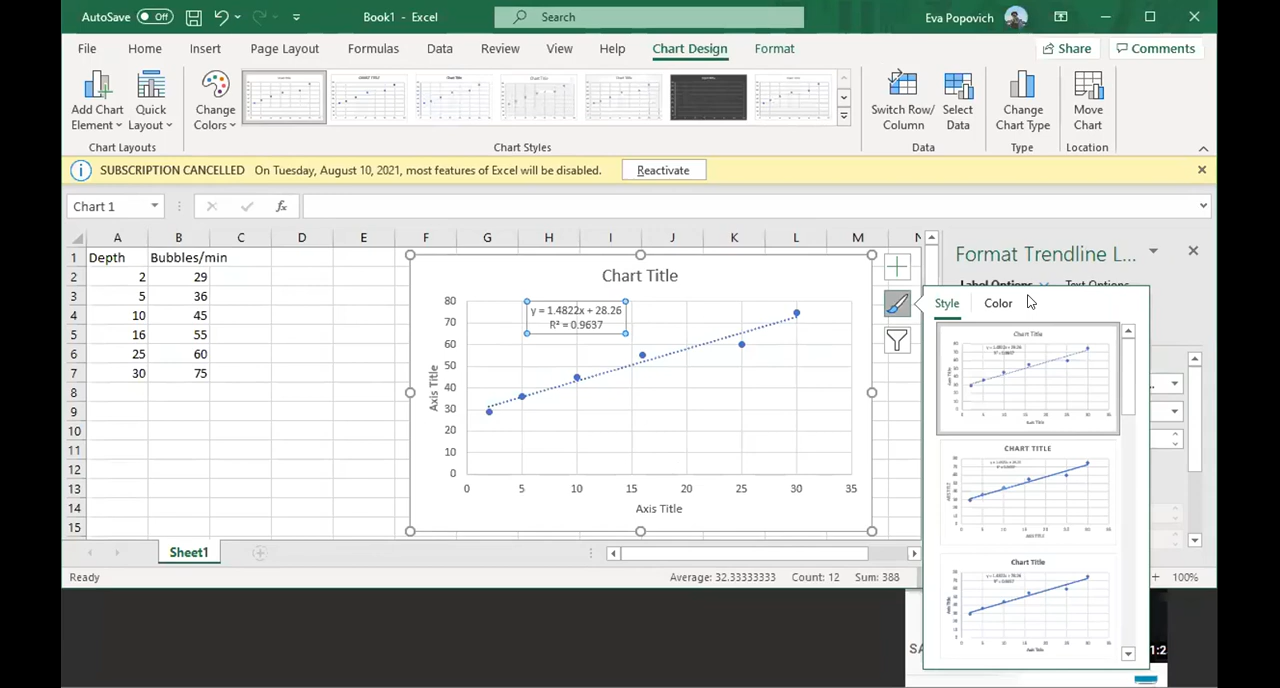 AutoSave Off Book1 - Excel Search Eva Popovich
File Home Insert Page Layout Formulas Data Review View Help Chart Design Format Share Comments
Add Chart Element Quick Layout Change Colors Switch Row/ Column Select Data Change Chart Type Move Chart
Chart Layouts Chart Styles Data Type Location
SUBSCRIPTION CANCELLED On Tuesday, August 10, 2021, most features of Excel will be disabled. Reactivate
Chart 1 fx
A B C D E F G H I J K L M N
1 Depth Bubbles/min
2 2 29
3 5 36
4 10 45
5 16 55
6 25 60
7 30 75
8
9
10
11
12
13
14
15
Chart Title
y = 1.4822x + 28.26
R² = 0.9637
80
70
60
50
40
30
20
10
0
Axis Title
0 5 10 15 20 25 30 35
Axis Title
Format Trendline L...
Label Options Text Options
Style Color
Chart Title
CHART TITLE
Chart Title
Sheet1
Ready Average: 32.33333333 Count: 12 Sum: 388 100%